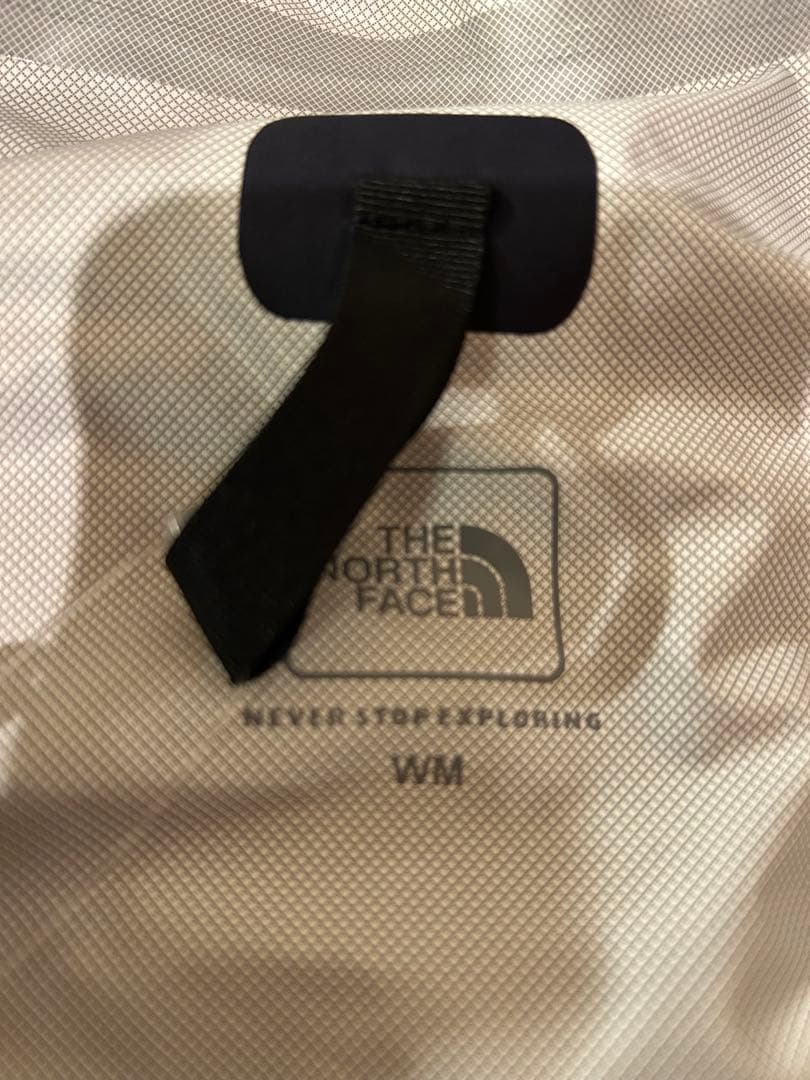 THE
NORTH
FACE
NEVER STOP EXPLORING
WM